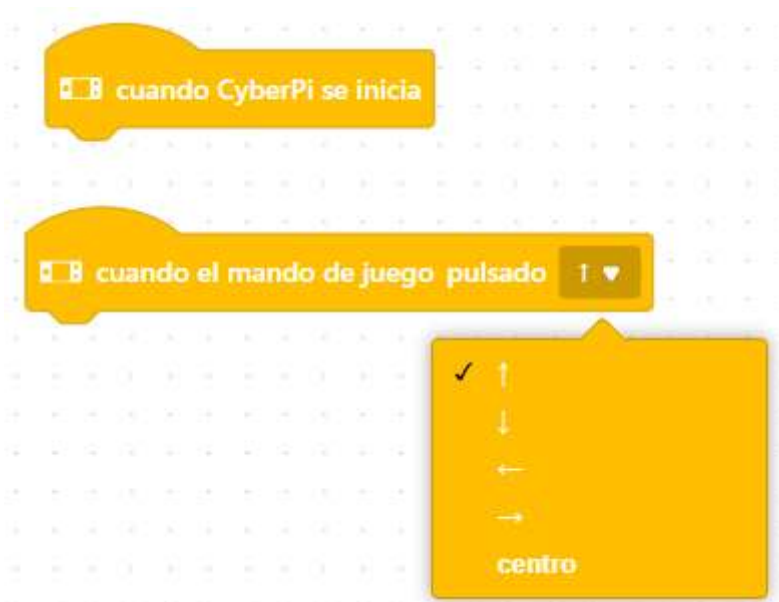 cuando CyberPi se inicia
cuando el mando de juego pulsado ↑
✓ ↑
↓
←
→
centro